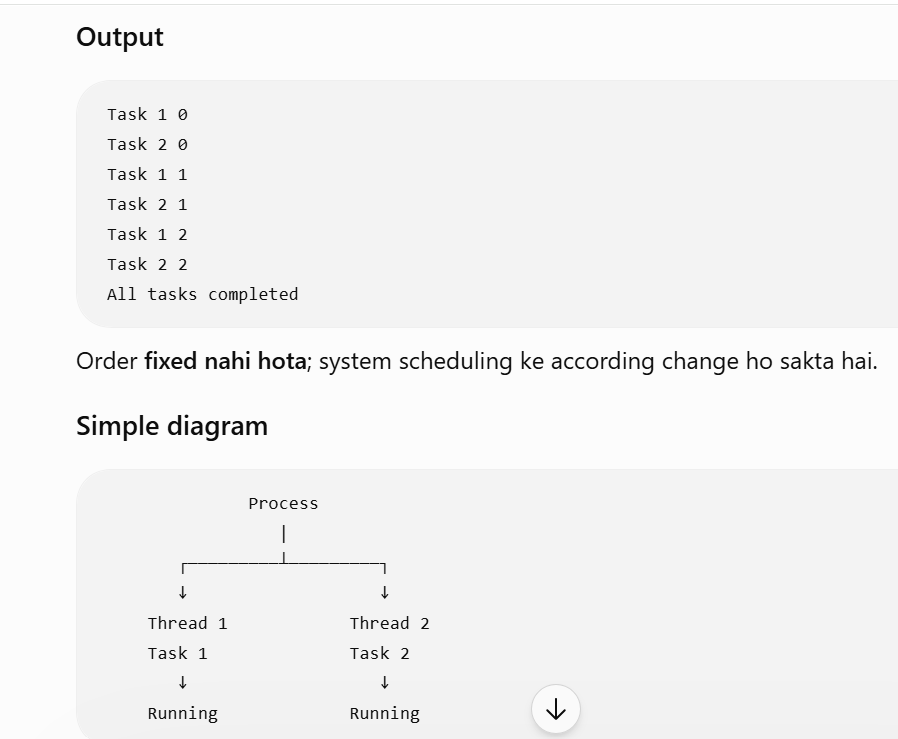 Output
Task 1 0
Task 2 0
Task 1 1
Task 2 1
Task 1 2
Task 2 2
All tasks completed
Order fixed nahi hota; system scheduling ke according change ho sakta hai.
Simple diagram
Process
Thread 1 Thread 2
Task 1 Task 2
Running Running